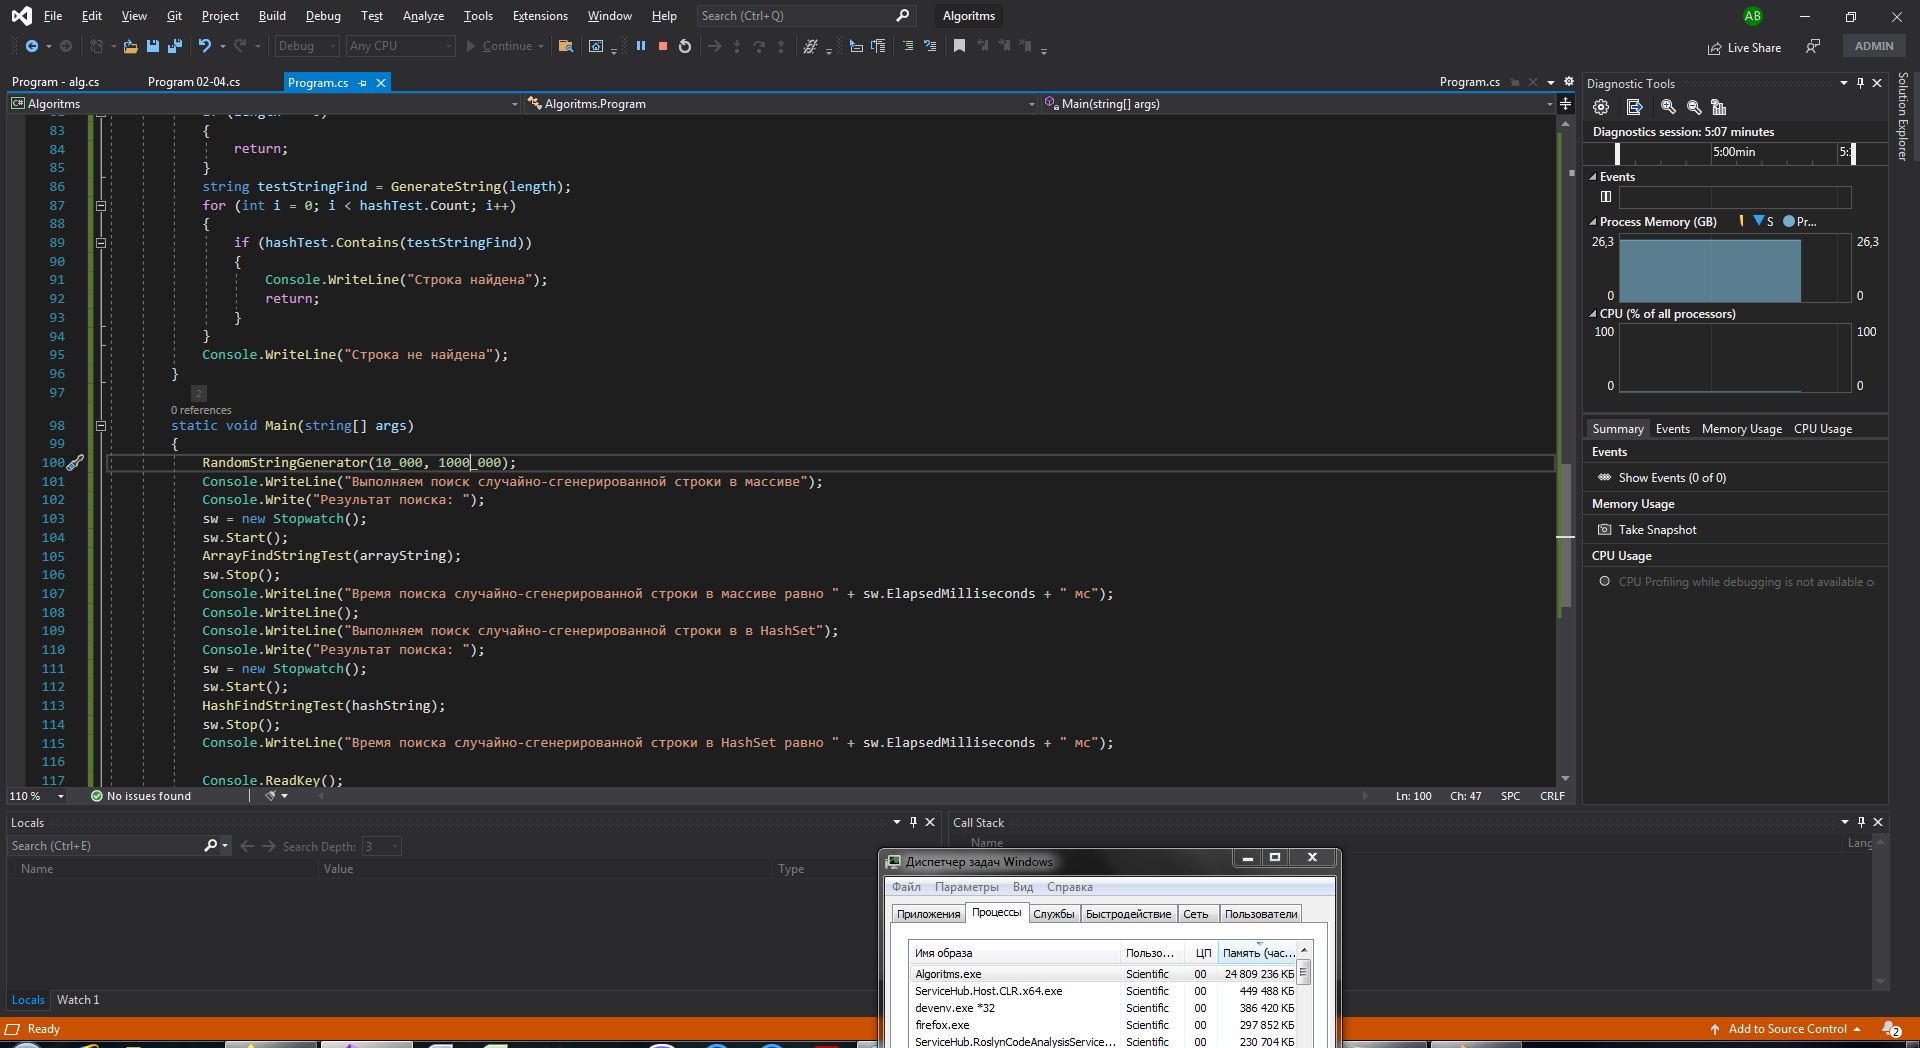 File Edit View Git Project Build Debug Test Analyze Tools Extensions Window Help Search (Ctrl+Q) Algoritms AB
Debug Any CPU Continue Live Share ADMIN
Program - alg.cs Program 02-04.cs Program.cs Program.cs
Algoritms Algoritms.Program Main(string[] args)
83 {
84 return;
85 }
86 string testStringFind = GenerateString(length);
87 for (int i = 0; i < hashTest.Count; i++)
88 {
89 if (hashTest.Contains(testStringFind))
90 {
91 Console.WriteLine("Строка найдена");
92 return;
93 }
94 }
95 Console.WriteLine("Строка не найдена");
96 }
97 2
0 references
98 static void Main(string[] args)
99 {
100 RandomStringGenerator(10_000, 1000_000);
101 Console.WriteLine("Выполняем поиск случайно-сгенерированной строки в массиве");
102 Console.Write("Результат поиска: ");
103 sw = new Stopwatch();
104 sw.Start();
105 ArrayFindStringTest(arrayString);
106 sw.Stop();
107 Console.WriteLine("Время поиска случайно-сгенерированной строки в массиве равно " + sw.ElapsedMilliseconds + " мс");
108 Console.WriteLine();
109 Console.WriteLine("Выполняем поиск случайно-сгенерированной строки в в HashSet");
110 Console.Write("Результат поиска: ");
111 sw = new Stopwatch();
112 sw.Start();
113 HashFindStringTest(hashString);
114 sw.Stop();
115 Console.WriteLine("Время поиска случайно-сгенерированной строки в HashSet равно " + sw.ElapsedMilliseconds + " мс");
116
117 Console.ReadKey();
110 % No issues found Ln: 100 Ch: 47 SPC CRLF
Diagnostic Tools
Diagnostics session: 5:07 minutes
5:00min
Events
Process Memory (GB) S Pr...
26,3 26,3
0 0
CPU (% of all processors)
100 100
0 0
Summary Events Memory Usage CPU Usage
Events
Show Events (0 of 0)
Memory Usage
Take Snapshot
CPU Usage
CPU Profiling while debugging is not available
Solution Explorer
Locals
Search (Ctrl+E) Search Depth: 3
Name Value Type
Locals Watch 1
Call Stack
Name Lang
Диспетчер задач Windows
Файл Параметры Вид Справка
Приложения Процессы Службы Быстродействие Сеть Пользователи
Имя образа Пользо... ЦП Память (час...
Algoritms.exe Scientific 00 24 809 236 КБ
ServiceHub.Host.CLR.x64.exe Scientific 00 449 488 КБ
devenv.exe *32 Scientific 00 386 420 КБ
firefox.exe Scientific 00 297 852 КБ
ServiceHub.RoslynCodeAnalysisService... Scientific 00 230 704 КБ
Ready Add to Source Control 2